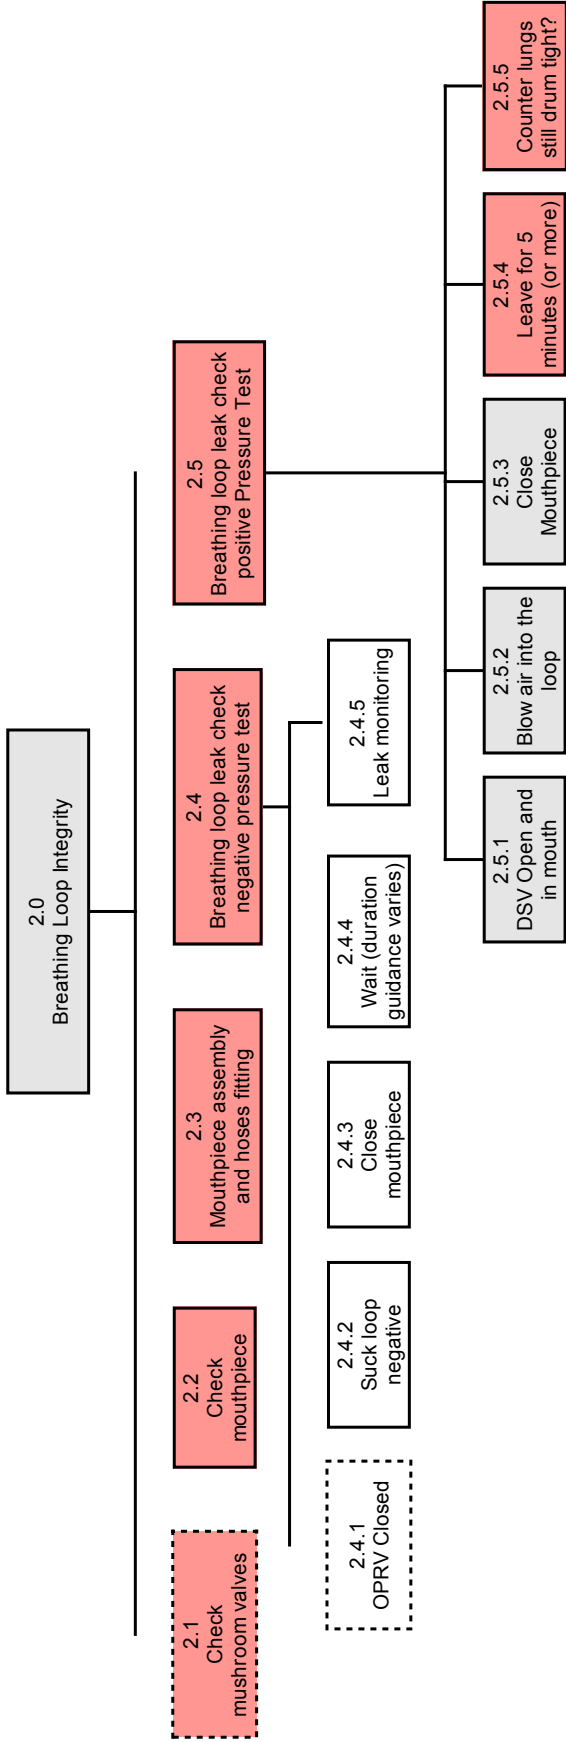 2.0
Breathing Loop Integrity
2.1
Check
mushroom valves
2.2
Check
mouthpiece
2.3
Mouthpiece assembly
and hoses fitting
2.4
Breathing loop leak check
negative pressure test
2.5
Breathing loop leak check
positive Pressure Test
2.4.1
OPRV Closed
2.4.2
Suck loop
negative
2.4.3
Close
mouthpiece
2.4.4
Wait (duration
guidance varies)
2.4.5
Leak monitoring
2.5.1
DSV Open and
in mouth
2.5.2
Blow air into the
loop
2.5.3
Close
Mouthpiece
2.5.4
Leave for 5
minutes (or more)
2.5.5
Counter lungs
still drum tight?